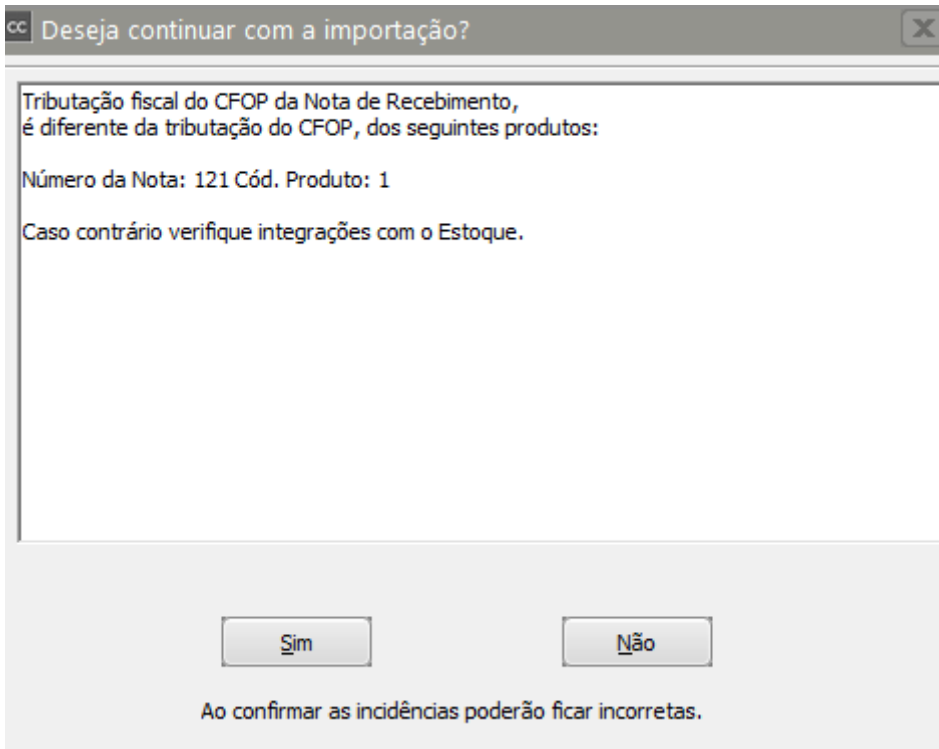 cc Deseja continuar com a importação?
X
Tributação fiscal do CFOP da Nota de Recebimento,
é diferente da tributação do CFOP, dos seguintes produtos:
Número da Nota: 121 Cód. Produto: 1
Caso contrário verifique integrações com o Estoque.
Sim Não
Ao confirmar as incidências poderão ficar incorretas.